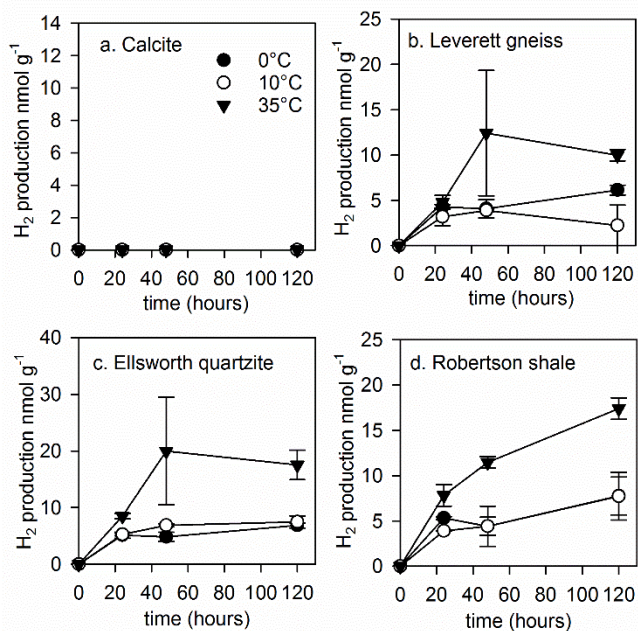 a. Calcite
0°C
10°C
35°C
H₂ production nmol g⁻¹
14
12
10
8
6
4
2
0
0 20 40 60 80 100 120
time (hours)
b. Leverett gneiss
H₂ production nmol g⁻¹
25
20
15
10
5
0
0 20 40 60 80 100 120
time (hours)
c. Ellsworth quartzite
H₂ production nmol g⁻¹
40
30
20
10
0
0 20 40 60 80 100 120
time (hours)
d. Robertson shale
H₂ production nmol g⁻¹
25
20
15
10
5
0
0 20 40 60 80 100 120
time (hours)